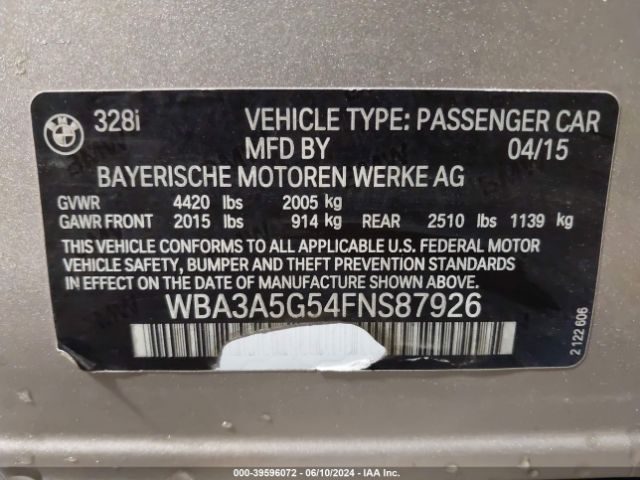 BMW 328i VEHICLE TYPE: PASSENGER CAR
MFD BY 04/15
BAYERISCHE MOTOREN WERKE AG
GVWR 4420 lbs 2005 kg
GAWR FRONT 2015 lbs 914 kg REAR 2510 lbs 1139 kg
THIS VEHICLE CONFORMS TO ALL APPLICABLE U.S. FEDERAL MOTOR
VEHICLE SAFETY, BUMPER AND THEFT PREVENTION STANDARDS
IN EFFECT ON THE DATE OF MANUFACTURE SHOWN ABOVE.
WBA3A5G54FNS87926
2 122 606
000-39596072 / 06/10/2024 - IAA Inc.